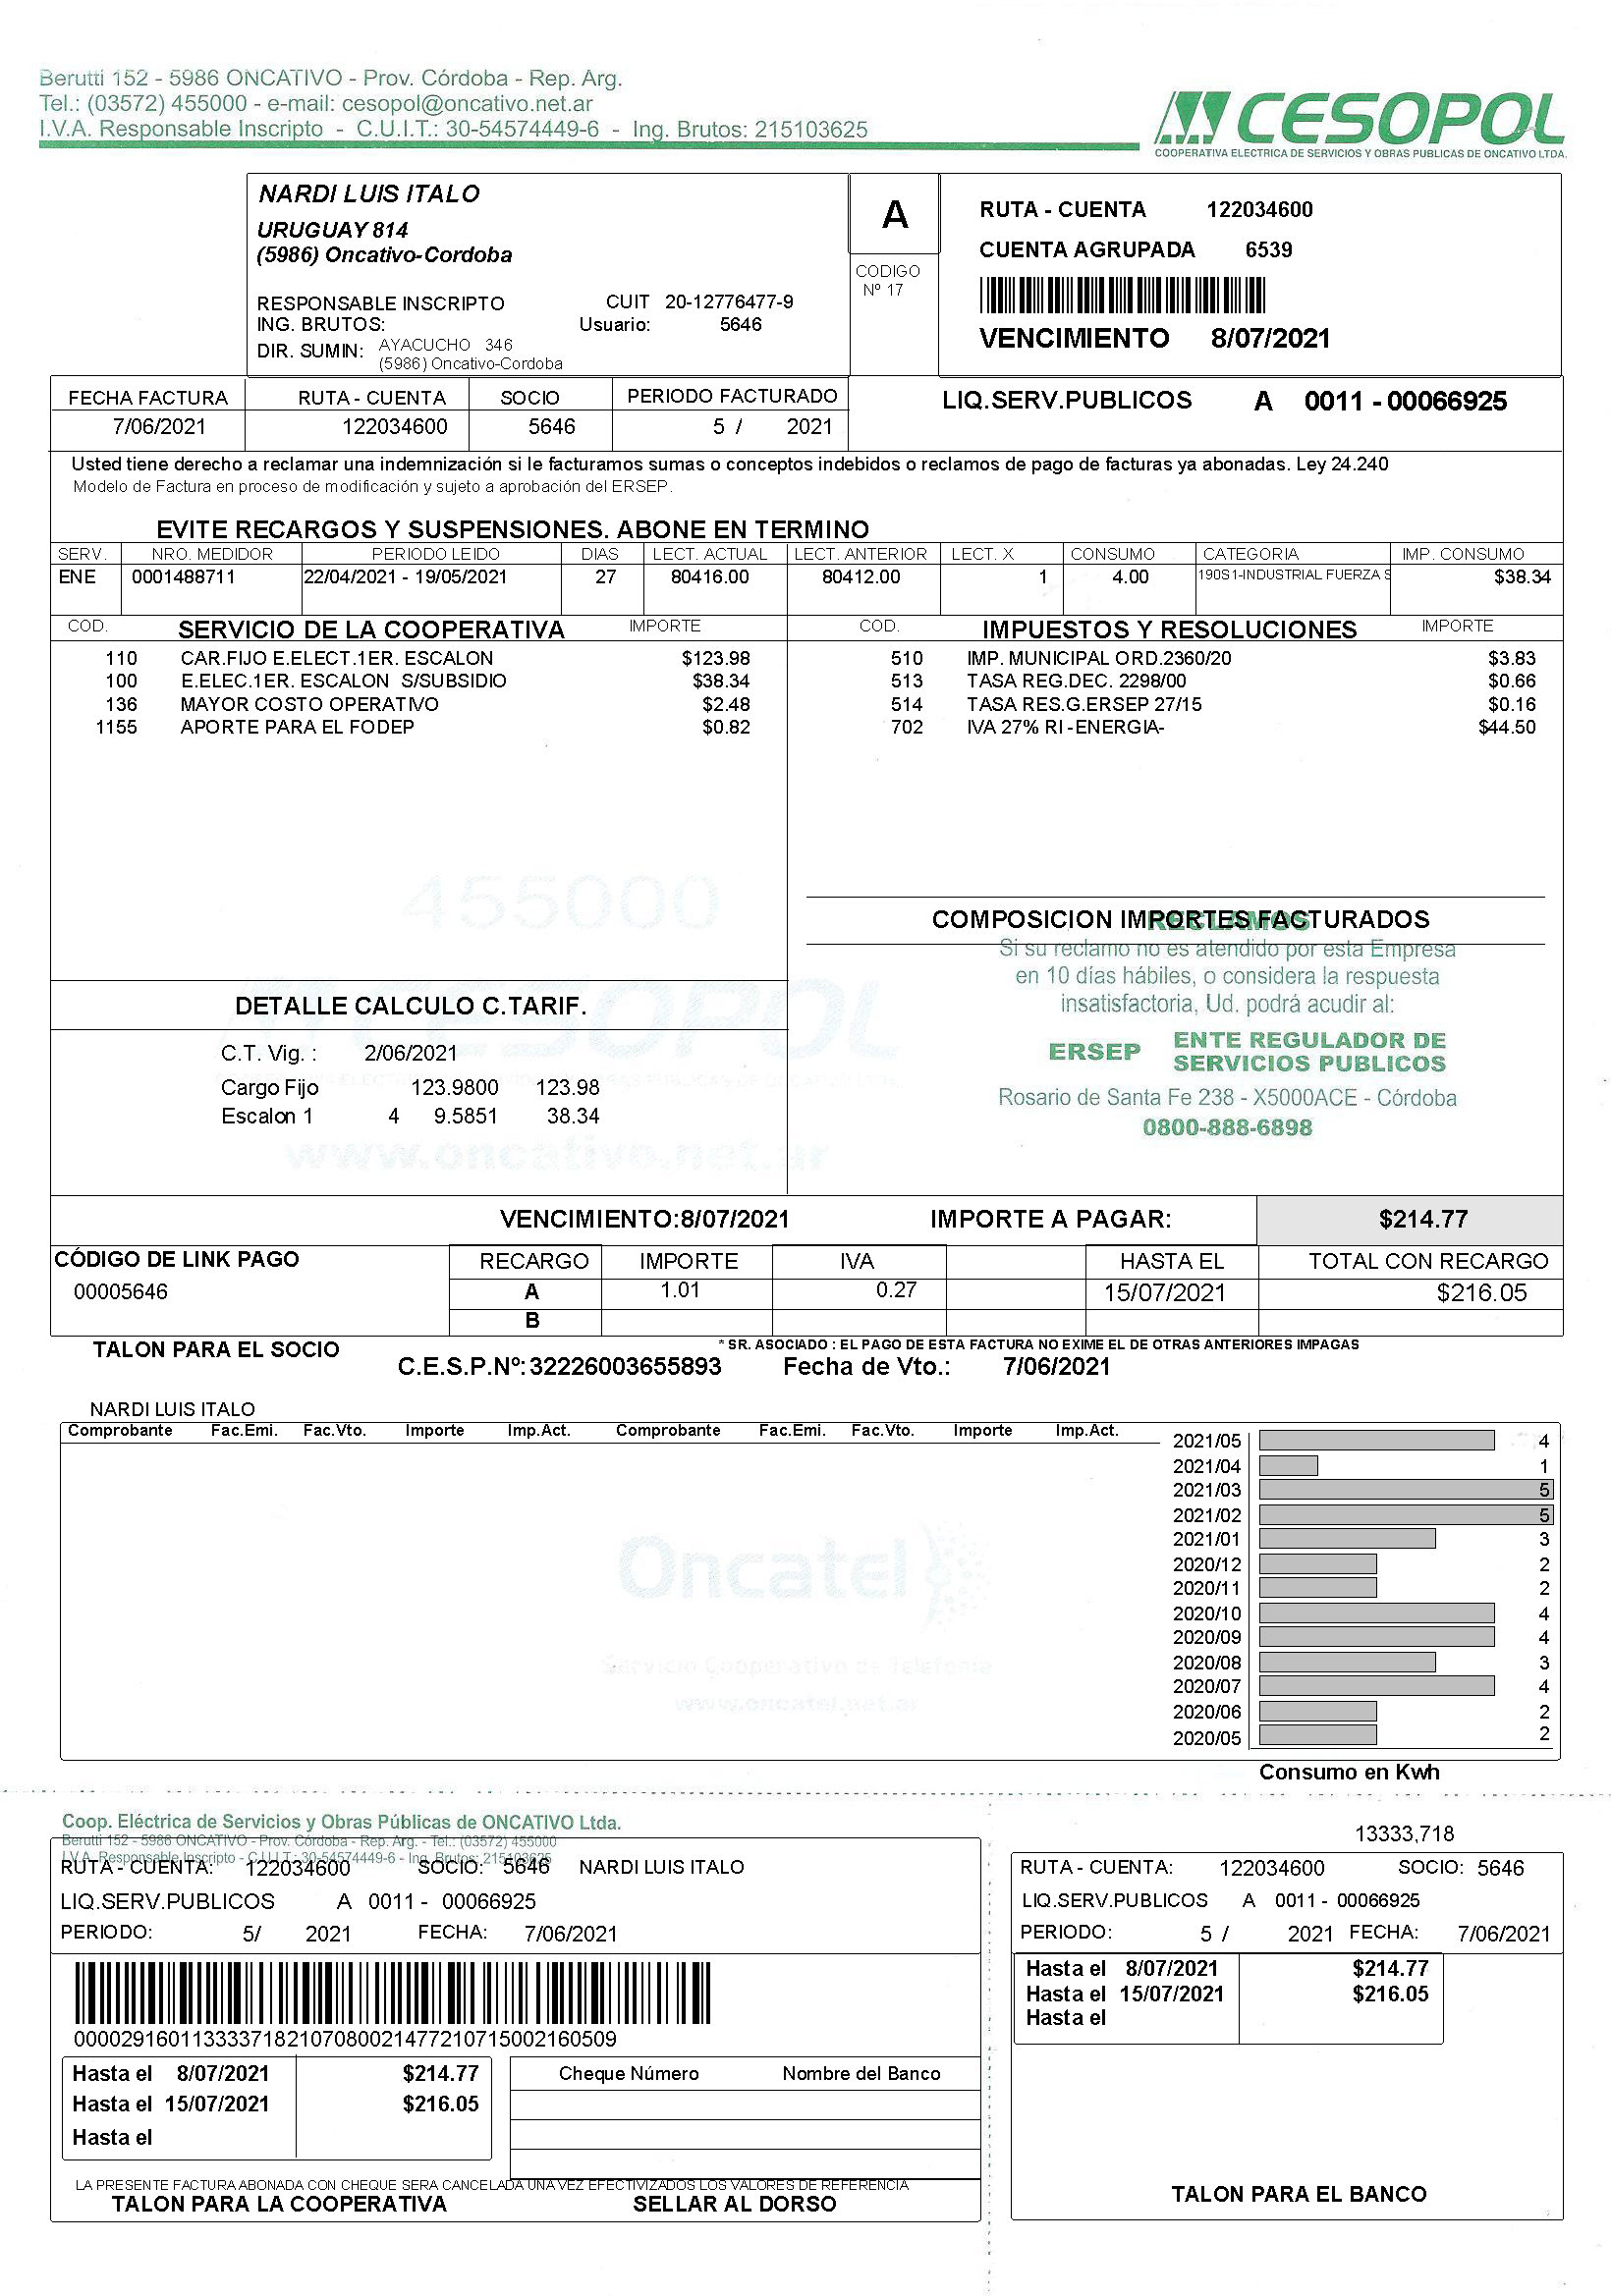 Berutti 152 - 5986 ONCATIVO - Prov. Córdoba - Rep. Arg.
Tel.: (03572) 455000 - e-mail: cesopol@oncativo.net.ar
I.V.A. Responsable Inscripto - C.U.I.T.: 30-54574449-6 - Ing. Brutos: 215103625
CESOPOL
COOPERATIVA ELECTRICA DE SERVICIOS Y OBRAS PUBLICAS DE ONCATIVO LTDA.
NARDI LUIS ITALO
URUGUAY 814
(5986) Oncativo-Cordoba
RESPONSABLE INSCRIPTO CUIT 20-12776477-9
ING. BRUTOS: Usuario: 5646
DIR. SUMIN: AYACUCHO 346
(5986) Oncativo-Cordoba
A
CODIGO
Nº 17
RUTA - CUENTA 122034600
CUENTA AGRUPADA 6539
VENCIMIENTO 8/07/2021
FECHA FACTURA RUTA - CUENTA SOCIO PERIODO FACTURADO
7/06/2021 122034600 5646 5 / 2021
LIQ.SERV.PUBLICOS A 0011 - 00066925
Usted tiene derecho a reclamar una indemnización si le facturamos sumas o conceptos indebidos o reclamos de pago de facturas ya abonadas. Ley 24.240
Modelo de Factura en proceso de modificación y sujeto a aprobación del ERSEP.
EVITE RECARGOS Y SUSPENSIONES. ABONE EN TERMINO
SERV. NRO. MEDIDOR PERIODO LEIDO DIAS LECT. ACTUAL LECT. ANTERIOR LECT. X CONSUMO CATEGORIA IMP. CONSUMO
ENE 0001488711 22/04/2021 - 19/05/2021 27 80416.00 80412.00 1 4.00 190S1-INDUSTRIAL FUERZA S $38.34
COD. SERVICIO DE LA COOPERATIVA IMPORTE
110 CAR.FIJO E.ELECT.1ER. ESCALON $123.98
100 E.ELEC.1ER. ESCALON S/SUBSIDIO $38.34
136 MAYOR COSTO OPERATIVO $2.48
1155 APORTE PARA EL FODEP $0.82
COD. IMPUESTOS Y RESOLUCIONES IMPORTE
510 IMP. MUNICIPAL ORD.2360/20 $3.83
513 TASA REG.DEC. 2298/00 $0.66
514 TASA RES.G.ERSEP 27/15 $0.16
702 IVA 27% RI -ENERGIA- $44.50
455000
CESOPOL
www.oncativo.net.ar
DETALLE CALCULO C.TARIF.
C.T. Vig. : 2/06/2021
Cargo Fijo 123.9800 123.98
Escalon 1 4 9.5851 38.34
COMPOSICION IMPORTES FACTURADOS
RECLAMOS
Si su reclamo no es atendido por esta Empresa
en 10 días hábiles, o considera la respuesta
insatisfactoria, Ud. podrá acudir al:
ERSEP ENTE REGULADOR DE
SERVICIOS PUBLICOS
Rosario de Santa Fe 238 - X5000ACE - Córdoba
0800-888-6898
VENCIMIENTO:8/07/2021 IMPORTE A PAGAR: $214.77
CÓDIGO DE LINK PAGO RECARGO IMPORTE IVA HASTA EL TOTAL CON RECARGO
00005646 A 1.01 0.27 15/07/2021 $216.05
B
TALON PARA EL SOCIO
* SR. ASOCIADO : EL PAGO DE ESTA FACTURA NO EXIME EL DE OTRAS ANTERIORES IMPAGAS
C.E.S.P.Nº: 32226003655893 Fecha de Vto.: 7/06/2021
NARDI LUIS ITALO
Comprobante Fac.Emi. Fac.Vto. Importe Imp.Act. Comprobante Fac.Emi. Fac.Vto. Importe Imp.Act.
2021/05 4
2021/04 1
2021/03 5
2021/02 5
2021/01 3
2020/12 2
2020/11 2
2020/10 4
2020/09 4
2020/08 3
2020/07 4
2020/06 2
2020/05 2
Consumo en Kwh
Oncatel
Servicio Cooperativo de Telefonía
www.oncatel.net.ar
Coop. Eléctrica de Servicios y Obras Públicas de ONCATIVO Ltda.
Berutti 152 - 5986 ONCATIVO - Prov. Córdoba - Rep. Arg. - Tel.: (03572) 455000
I.V.A. Responsable Inscripto - C.U.I.T.: 30-54574449-6 - Ing. Brutos: 215103625
RUTA - CUENTA: 122034600 SOCIO: 5646 NARDI LUIS ITALO
LIQ.SERV.PUBLICOS A 0011 - 00066925
PERIODO: 5/ 2021 FECHA: 7/06/2021
0000291601133337182107080021477210715002160509
Hasta el 8/07/2021 $214.77
Hasta el 15/07/2021 $216.05
Hasta el
Cheque Número Nombre del Banco
LA PRESENTE FACTURA ABONADA CON CHEQUE SERA CANCELADA UNA VEZ EFECTIVIZADOS LOS VALORES DE REFERENCIA
TALON PARA LA COOPERATIVA SELLAR AL DORSO
13333,718
RUTA - CUENTA: 122034600 SOCIO: 5646
LIQ.SERV.PUBLICOS A 0011 - 00066925
PERIODO: 5 / 2021 FECHA: 7/06/2021
Hasta el 8/07/2021 $214.77
Hasta el 15/07/2021 $216.05
Hasta el
TALON PARA EL BANCO